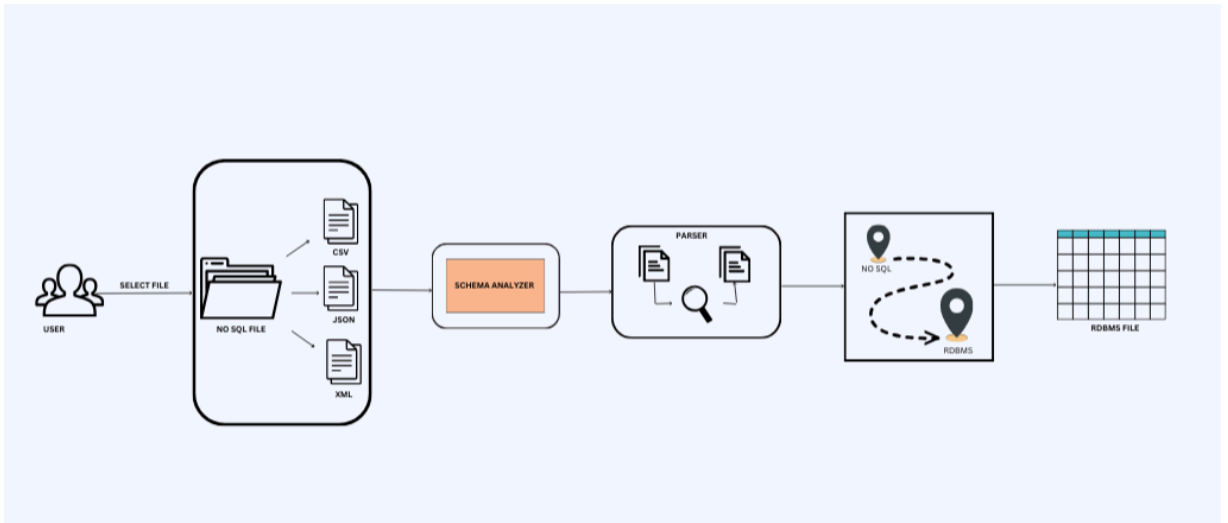 USER
SELECT FILE
NO SQL FILE
CSV
JSON
XML
SCHEMA ANALYZER
PARSER
NO SQL
RDBMS
RDBMS FILE